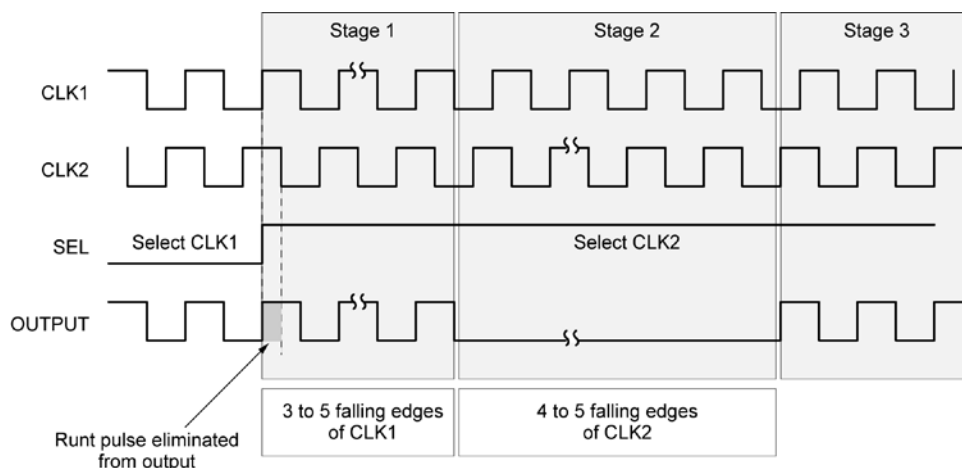 Stage 1
Stage 2
Stage 3
CLK1
CLK2
SEL
Select CLK1
Select CLK2
OUTPUT
3 to 5 falling edges
of CLK1
4 to 5 falling edges
of CLK2
Runt pulse eliminated
from output